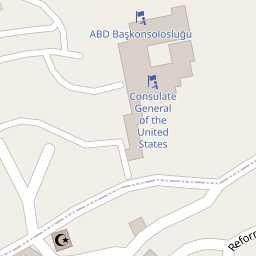 ABD Başkonsolosluğu
Consulate
General
of the
United
States
Reform